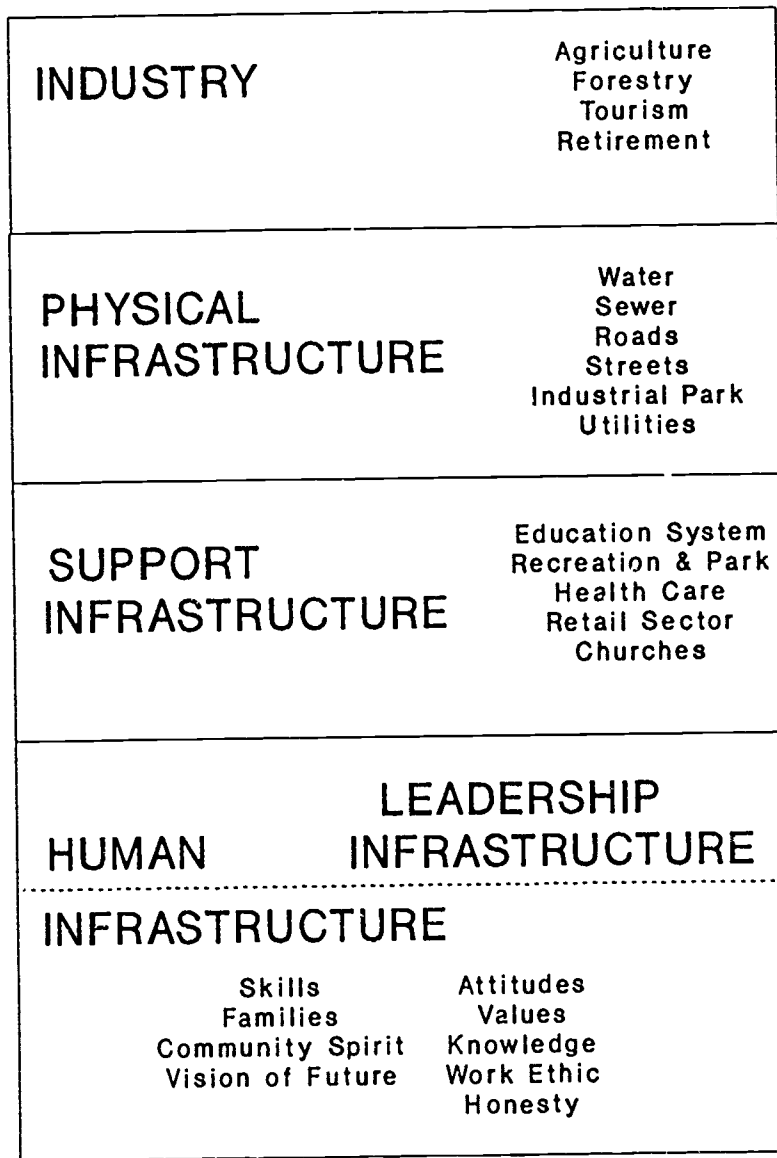 INDUSTRY
Agriculture
Forestry
Tourism
Retirement
PHYSICAL
INFRASTRUCTURE
Water
Sewer
Roads
Streets
Industrial Park
Utilities
SUPPORT
INFRASTRUCTURE
Education System
Recreation & Park
Health Care
Retail Sector
Churches
LEADERSHIP
HUMAN INFRASTRUCTURE
INFRASTRUCTURE
Skills Attitudes
Families Values
Community Spirit Knowledge
Vision of Future Work Ethic
Honesty